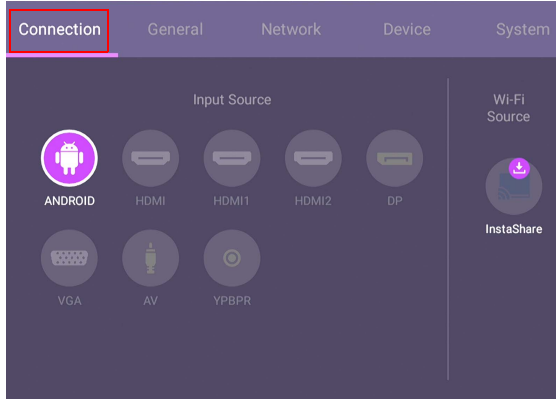 Connection General Network Device System
Input Source
Wi-Fi
Source
ANDROID HDMI HDMI1 HDMI2 DP
InstaShare
VGA AV YPBPR